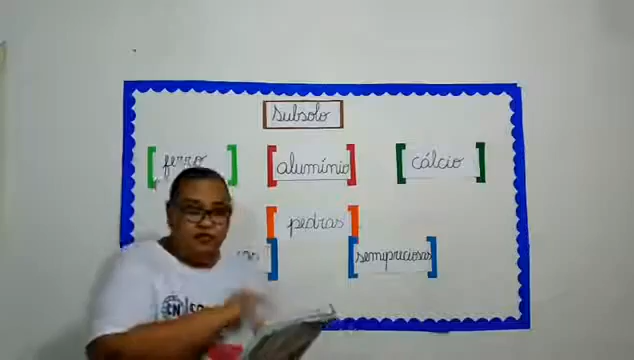 subsolo
ferro
alumínio
cálcio
pedras
semipreciosas